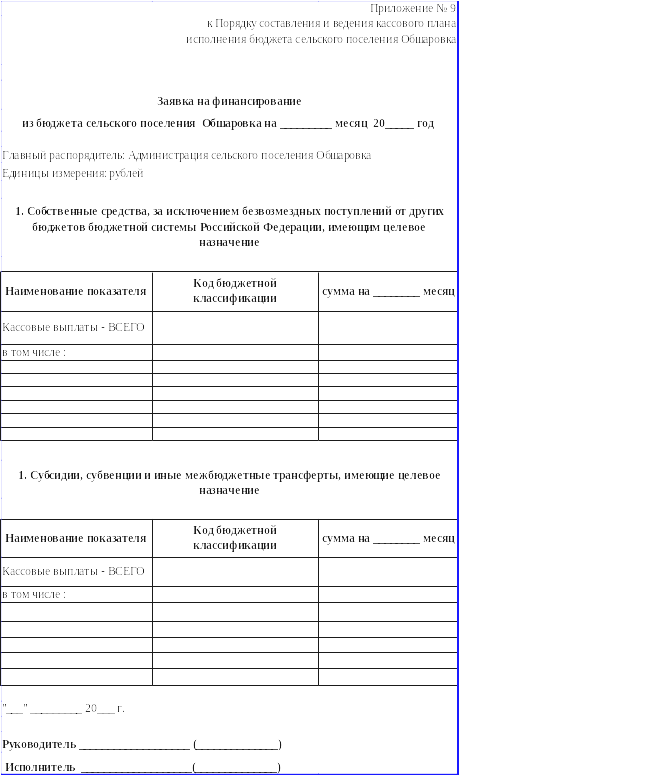 Приложение № 9
к Порядку составления и ведения кассового плана
исполнения бюджета сельского поселения Обшаровка
Заявка на финансирование
из бюджета сельского поселения Обшаровка на _________ месяц 20_____ год
Главный распорядитель: Администрация сельского поселения Обшаровка
Единицы измерения: рублей
1. Собственные средства, за исключением безвозмездных поступлений от других
бюджетов бюджетной системы Российской Федерации, имеющим целевое
назначение
Наименование показателя Код бюджетной классификации сумма на ________ месяц
Кассовые выплаты - ВСЕГО
в том числе :
1. Субсидии, субвенции и иные межбюджетные трансферты, имеющие целевое
назначение
Наименование показателя Код бюджетной классификации сумма на ________ месяц
Кассовые выплаты - ВСЕГО
в том числе :
"___" _________ 20___ г.
Руководитель ___________________ (______________)
Исполнитель ___________________(______________)